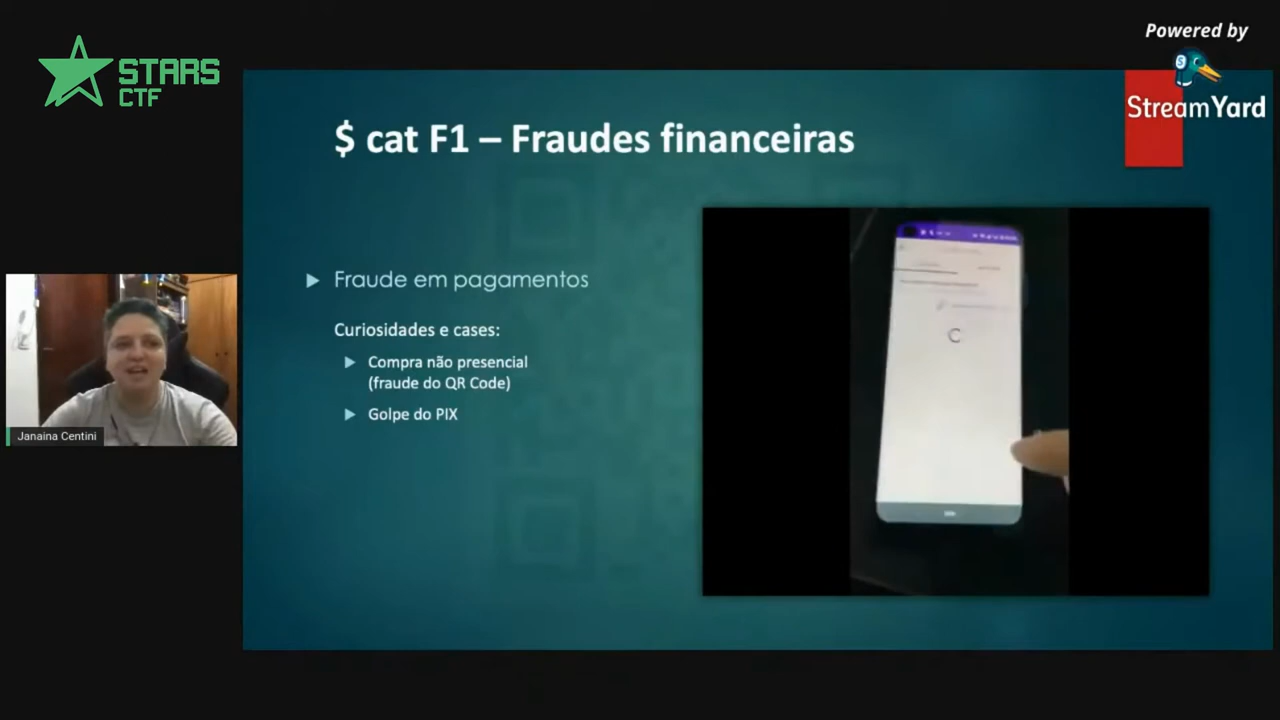 Powered by
StreamYard
STARS
CTF
$ cat F1 – Fraudes financeiras
Fraude em pagamentos
Curiosidades e cases:
Compra não presencial
(fraude do QR Code)
Golpe do PIX
Janaina Centini